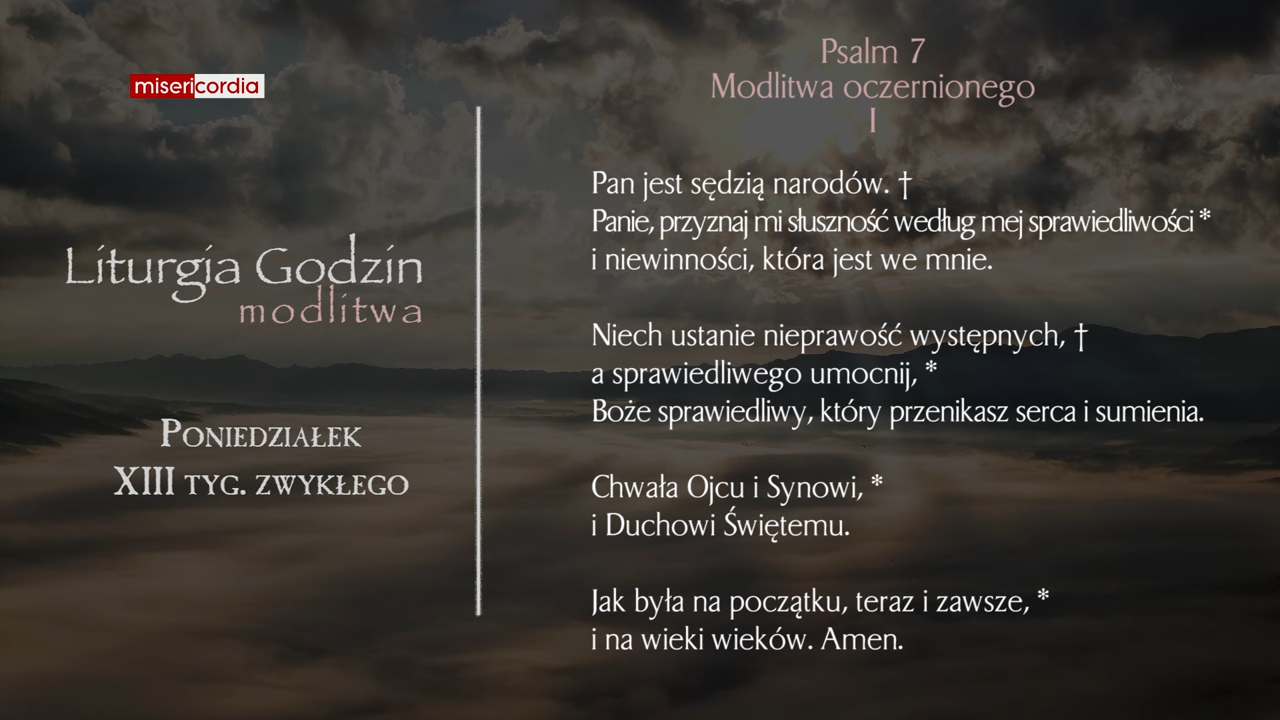 misericordia
Liturgia Godzin
modlitwa
Poniedziałek
XIII tyg. zwykłego
Psalm 7
Modlitwa oczernionego
I
Pan jest sędzią narodów. †
Panie, przyznaj mi słuszność według mej sprawiedliwości *
i niewinności, która jest we mnie.
Niech ustanie nieprawość występnych, †
a sprawiedliwego umocnij, *
Boże sprawiedliwy, który przenikasz serca i sumienia.
Chwała Ojcu i Synowi, *
i Duchowi Świętemu.
Jak była na początku, teraz i zawsze, *
i na wieki wieków. Amen.